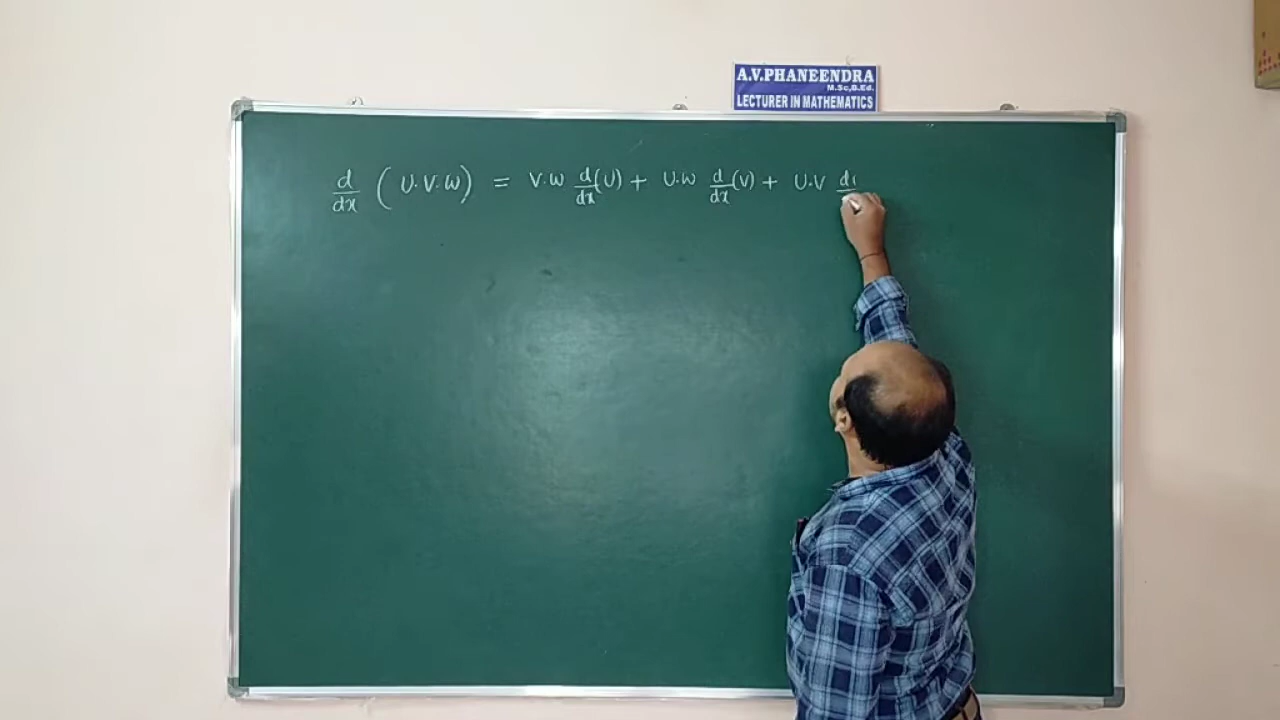 A.V.PHANEENDRA
M.Sc,B.Ed.
LECTURER IN MATHEMATICS
d/dx (U.V.W) = V.W d/dx (U) + U.W d/dx (V) + U.V d